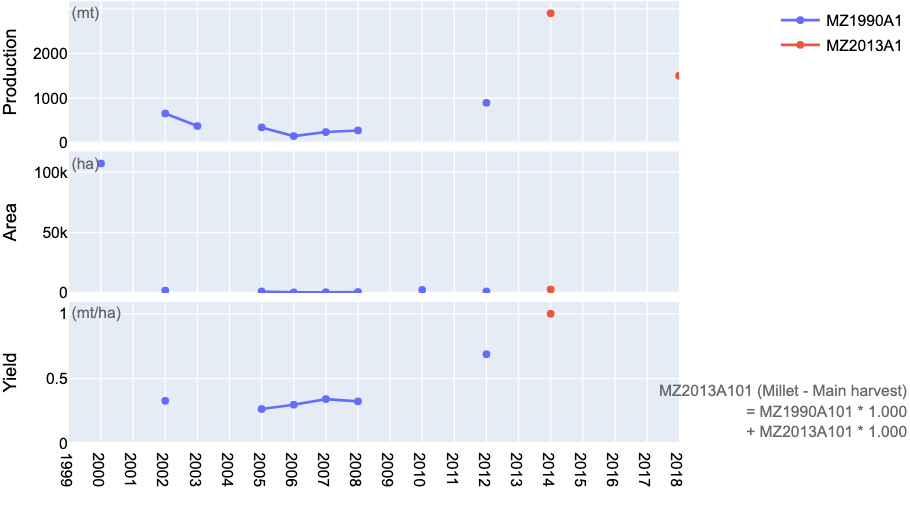 (mt)
Production
2000
1000
0
MZ1990A1
MZ2013A1
(ha)
Area
100k
50k
0
(mt/ha)
Yield
1
0.5
0
MZ2013A101 (Millet - Main harvest)
= MZ1990A101 * 1.000
+ MZ2013A101 * 1.000
1999
2000
2001
2002
2003
2004
2005
2006
2007
2008
2009
2010
2011
2012
2013
2014
2015
2016
2017
2018